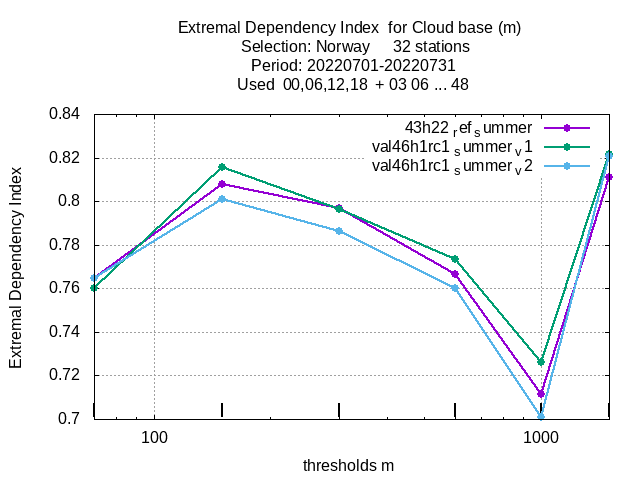 Extremal Dependency Index  for Cloud base (m)
Selection: Norway     32 stations
Period: 20220701-20220731
Used  00,06,12,18  + 03 06 ... 48
43h22 ref summer
val46h1rc1 summer v1
val46h1rc1 summer v2
Extremal Dependency Index
0.84
0.82
0.8
0.78
0.76
0.74
0.72
0.7
100
1000
thresholds m